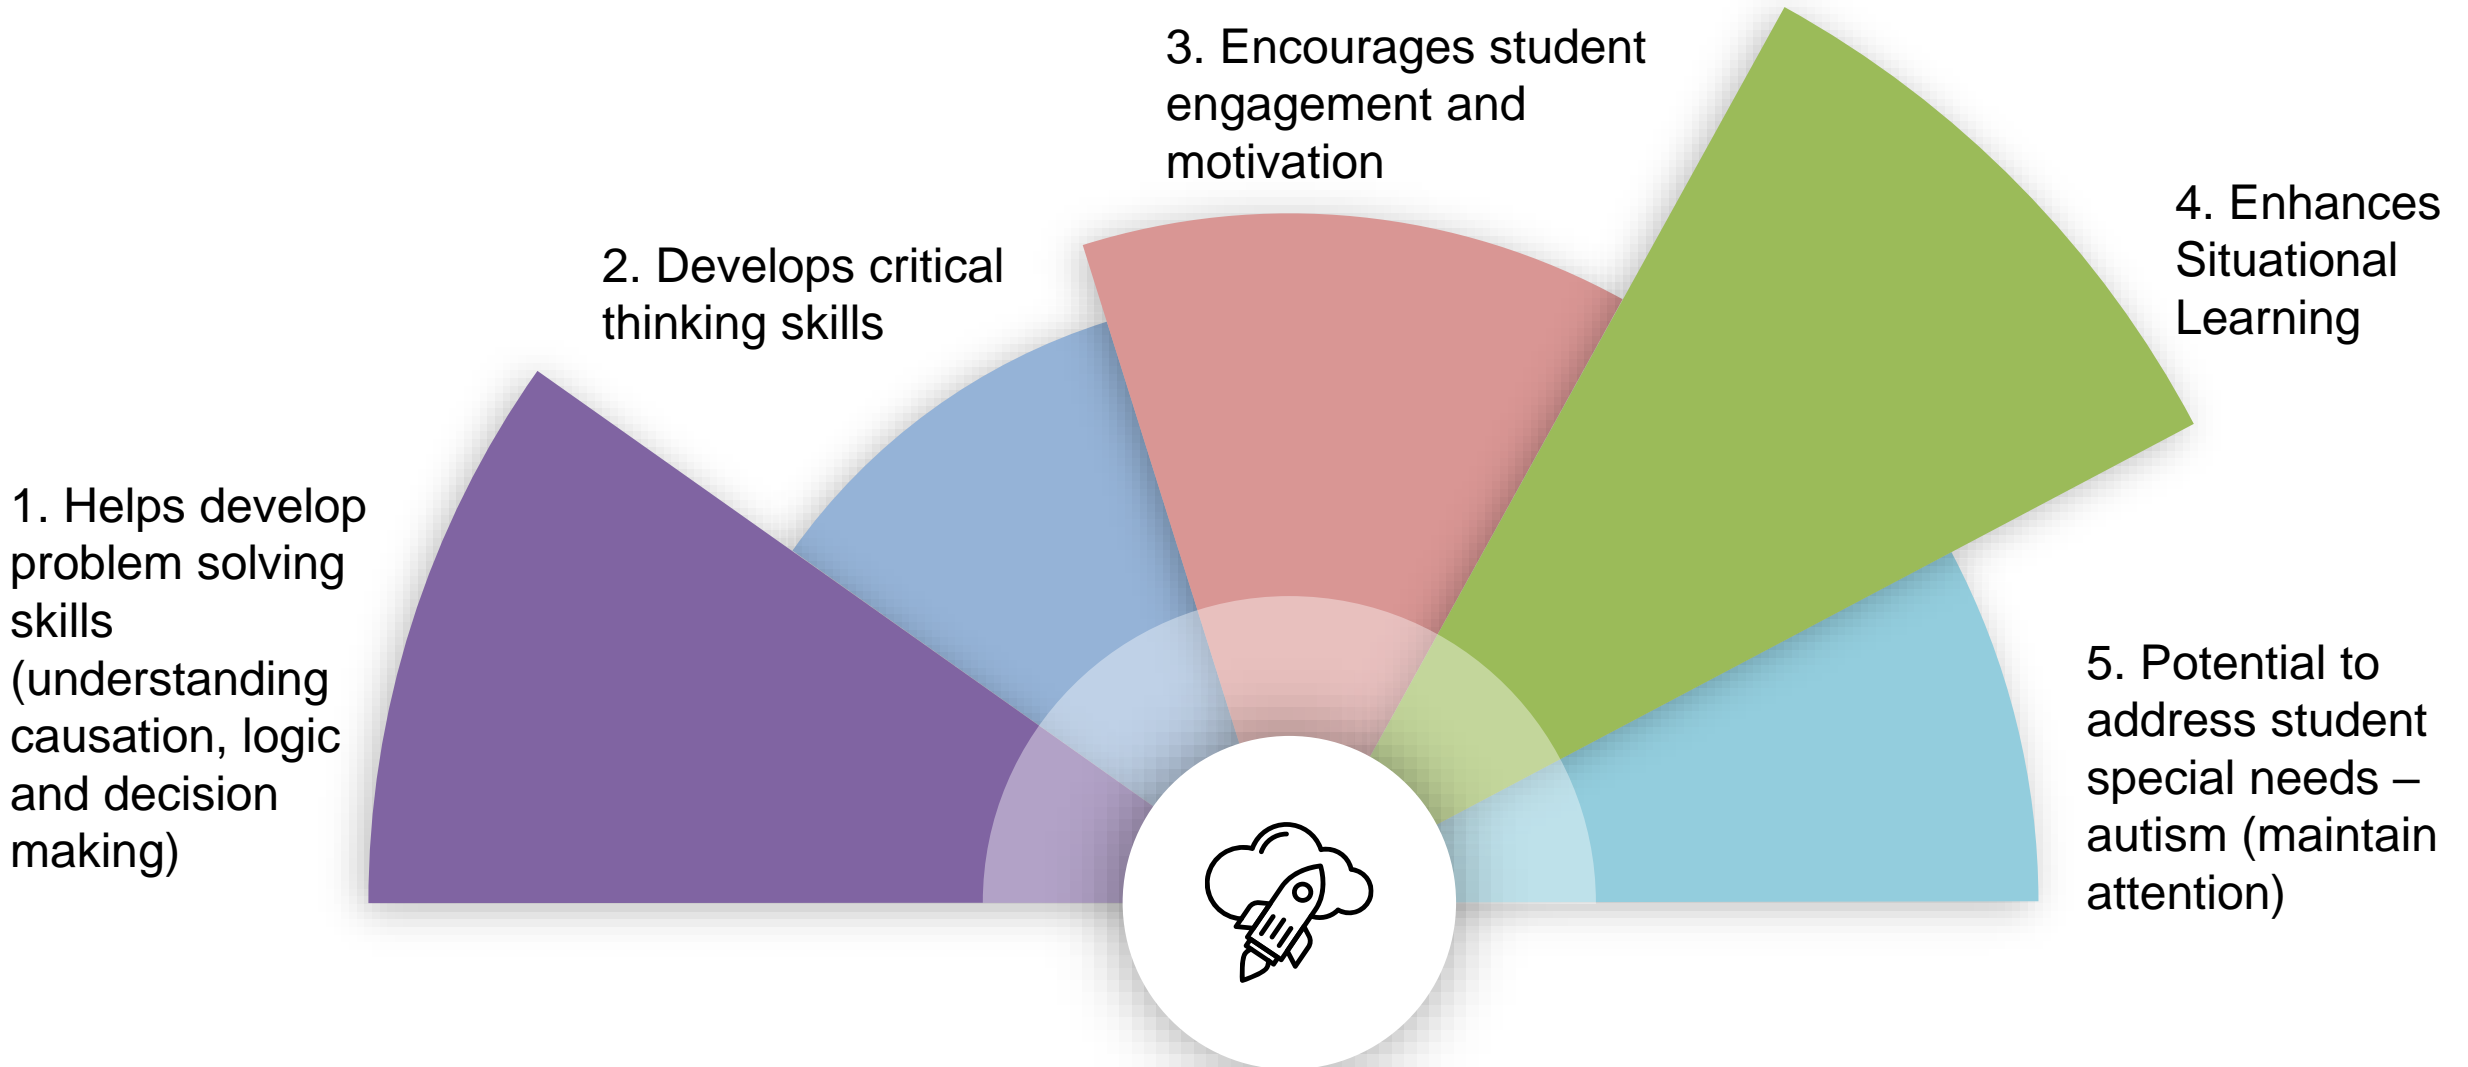 1. Helps develop
problem solving
skills
(understanding
causation, logic
and decision
making)
2. Develops critical
thinking skills
3. Encourages student
engagement and
motivation
4. Enhances
Situational
Learning
5. Potential to
address student
special needs –
autism (maintain
attention)